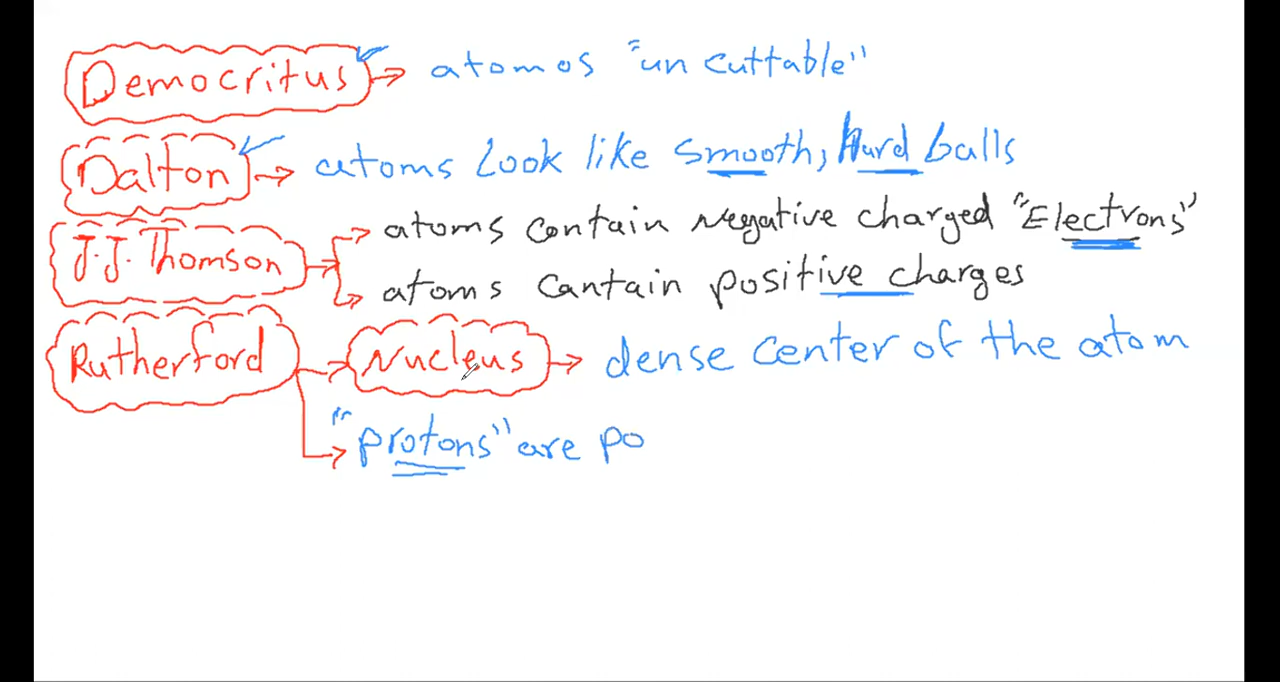 Democritus → atomos "un cuttable"
Dalton → atoms Look like smooth, Hard balls
J.J. Thomson → atoms contain Negative charged "Electrons"
→ atoms cantain positive charges
Rutherford → Nucleus → dense center of the atom
→ "protons" are po